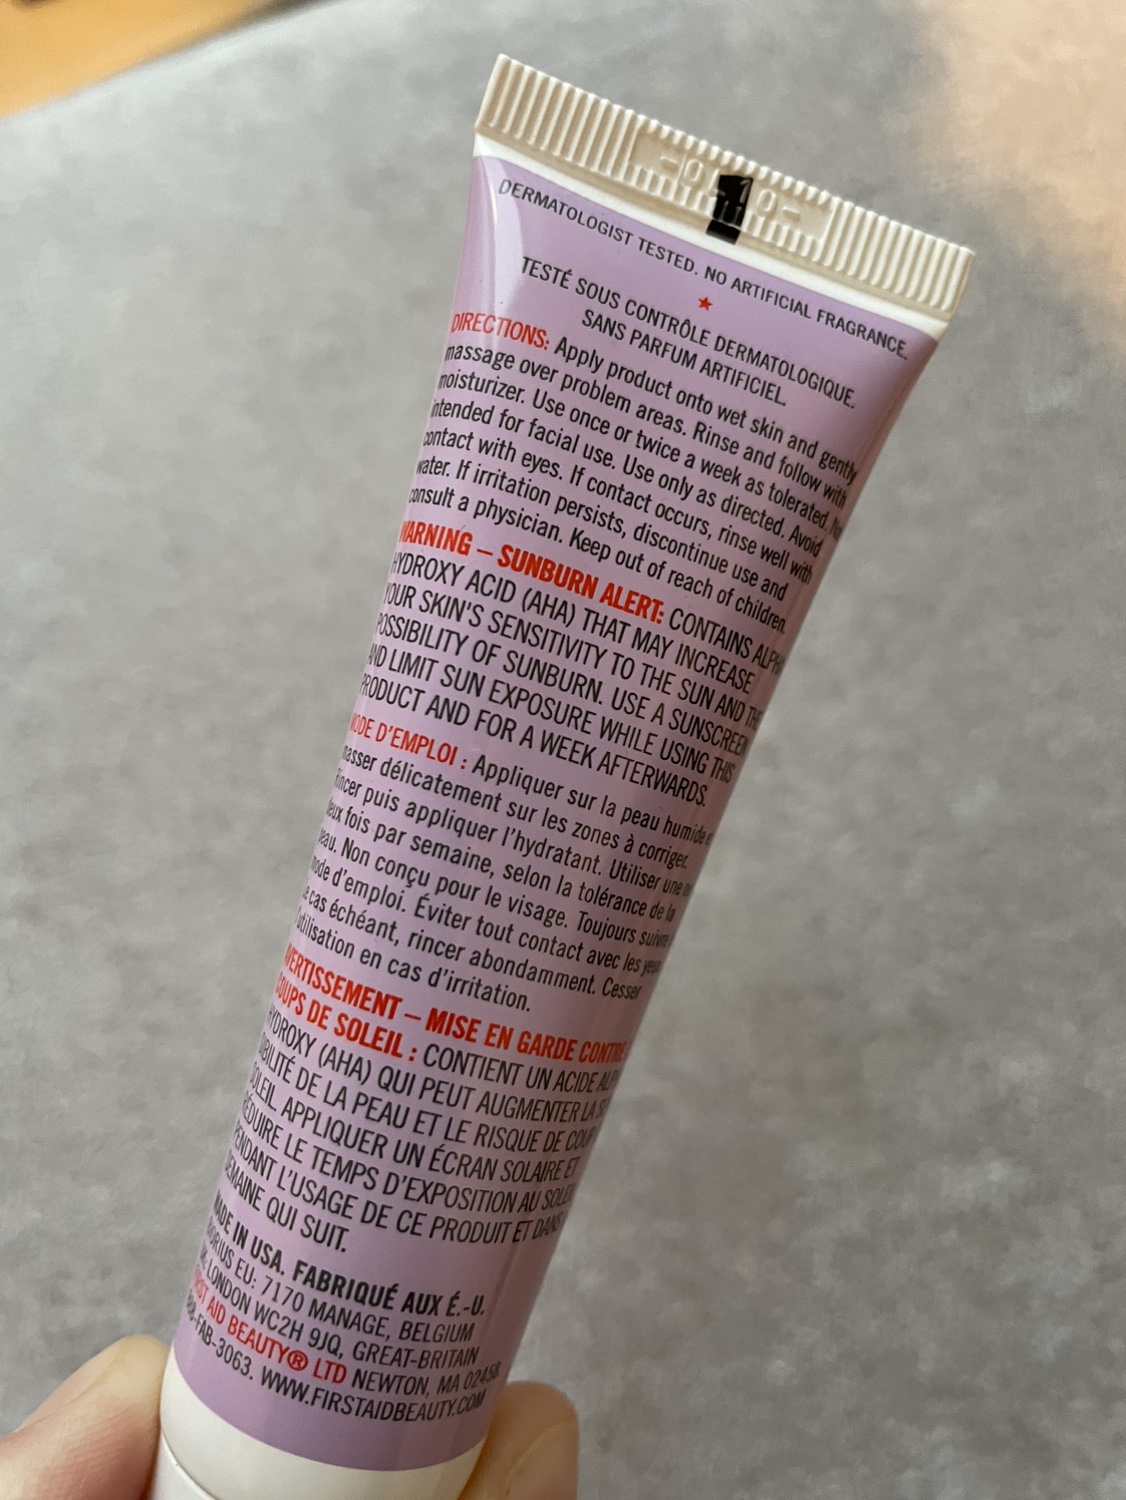 DERMATOLOGIST TESTED. NO ARTIFICIAL FRAGRANCE.
TESTÉ SOUS CONTRÔLE DERMATOLOGIQUE.
SANS PARFUM ARTIFICIEL.
DIRECTIONS: Apply product onto wet skin and gently
massage over problem areas. Rinse and follow with
moisturizer. Use once or twice a week as tolerated.
intended for facial use. Use only as directed. Avoid
contact with eyes. If contact occurs, rinse well with
water. If irritation persists, discontinue use and
consult a physician. Keep out of reach of children.
WARNING – SUNBURN ALERT: CONTAINS
HYDROXY ACID (AHA) THAT MAY INCREASE
YOUR SKIN'S SENSITIVITY TO THE SUN AND
POSSIBILITY OF SUNBURN. USE A SUNSCREEN
AND LIMIT SUN EXPOSURE WHILE USING THIS
PRODUCT AND FOR A WEEK AFTERWARDS.
MODE D'EMPLOI : Appliquer sur la peau humide
masser délicatement sur les zones à corriger.
Rincer puis appliquer l'hydratant. Utiliser une
deux fois par semaine, selon la tolérance de la
peau. Non conçu pour le visage. Toujours suivre
mode d'emploi. Éviter tout contact avec les yeux.
cas échéant, rincer abondamment. Cesser
l'utilisation en cas d'irritation.
AVERTISSEMENT – MISE EN GARDE CONTRE
COUPS DE SOLEIL : CONTIENT UN ACIDE
HYDROXY (AHA) QUI PEUT AUGMENTER LA
DE LA PEAU ET LE RISQUE DE
SOLEIL. APPLIQUER UN ÉCRAN SOLAIRE ET
RÉDUIRE LE TEMPS D'EXPOSITION AU SOLEIL
PENDANT L'USAGE DE CE PRODUIT ET DANS
SEMAINE QUI SUIT.
MADE IN USA. FABRIQUÉ AUX É.-U.
EU: 7170 MANAGE, BELGIUM
LONDON WC2H 9JQ, GREAT-BRITAIN
FIRST AID BEAUTY® LTD NEWTON, MA 02458
WWW.FIRSTAIDBEAUTY.COM